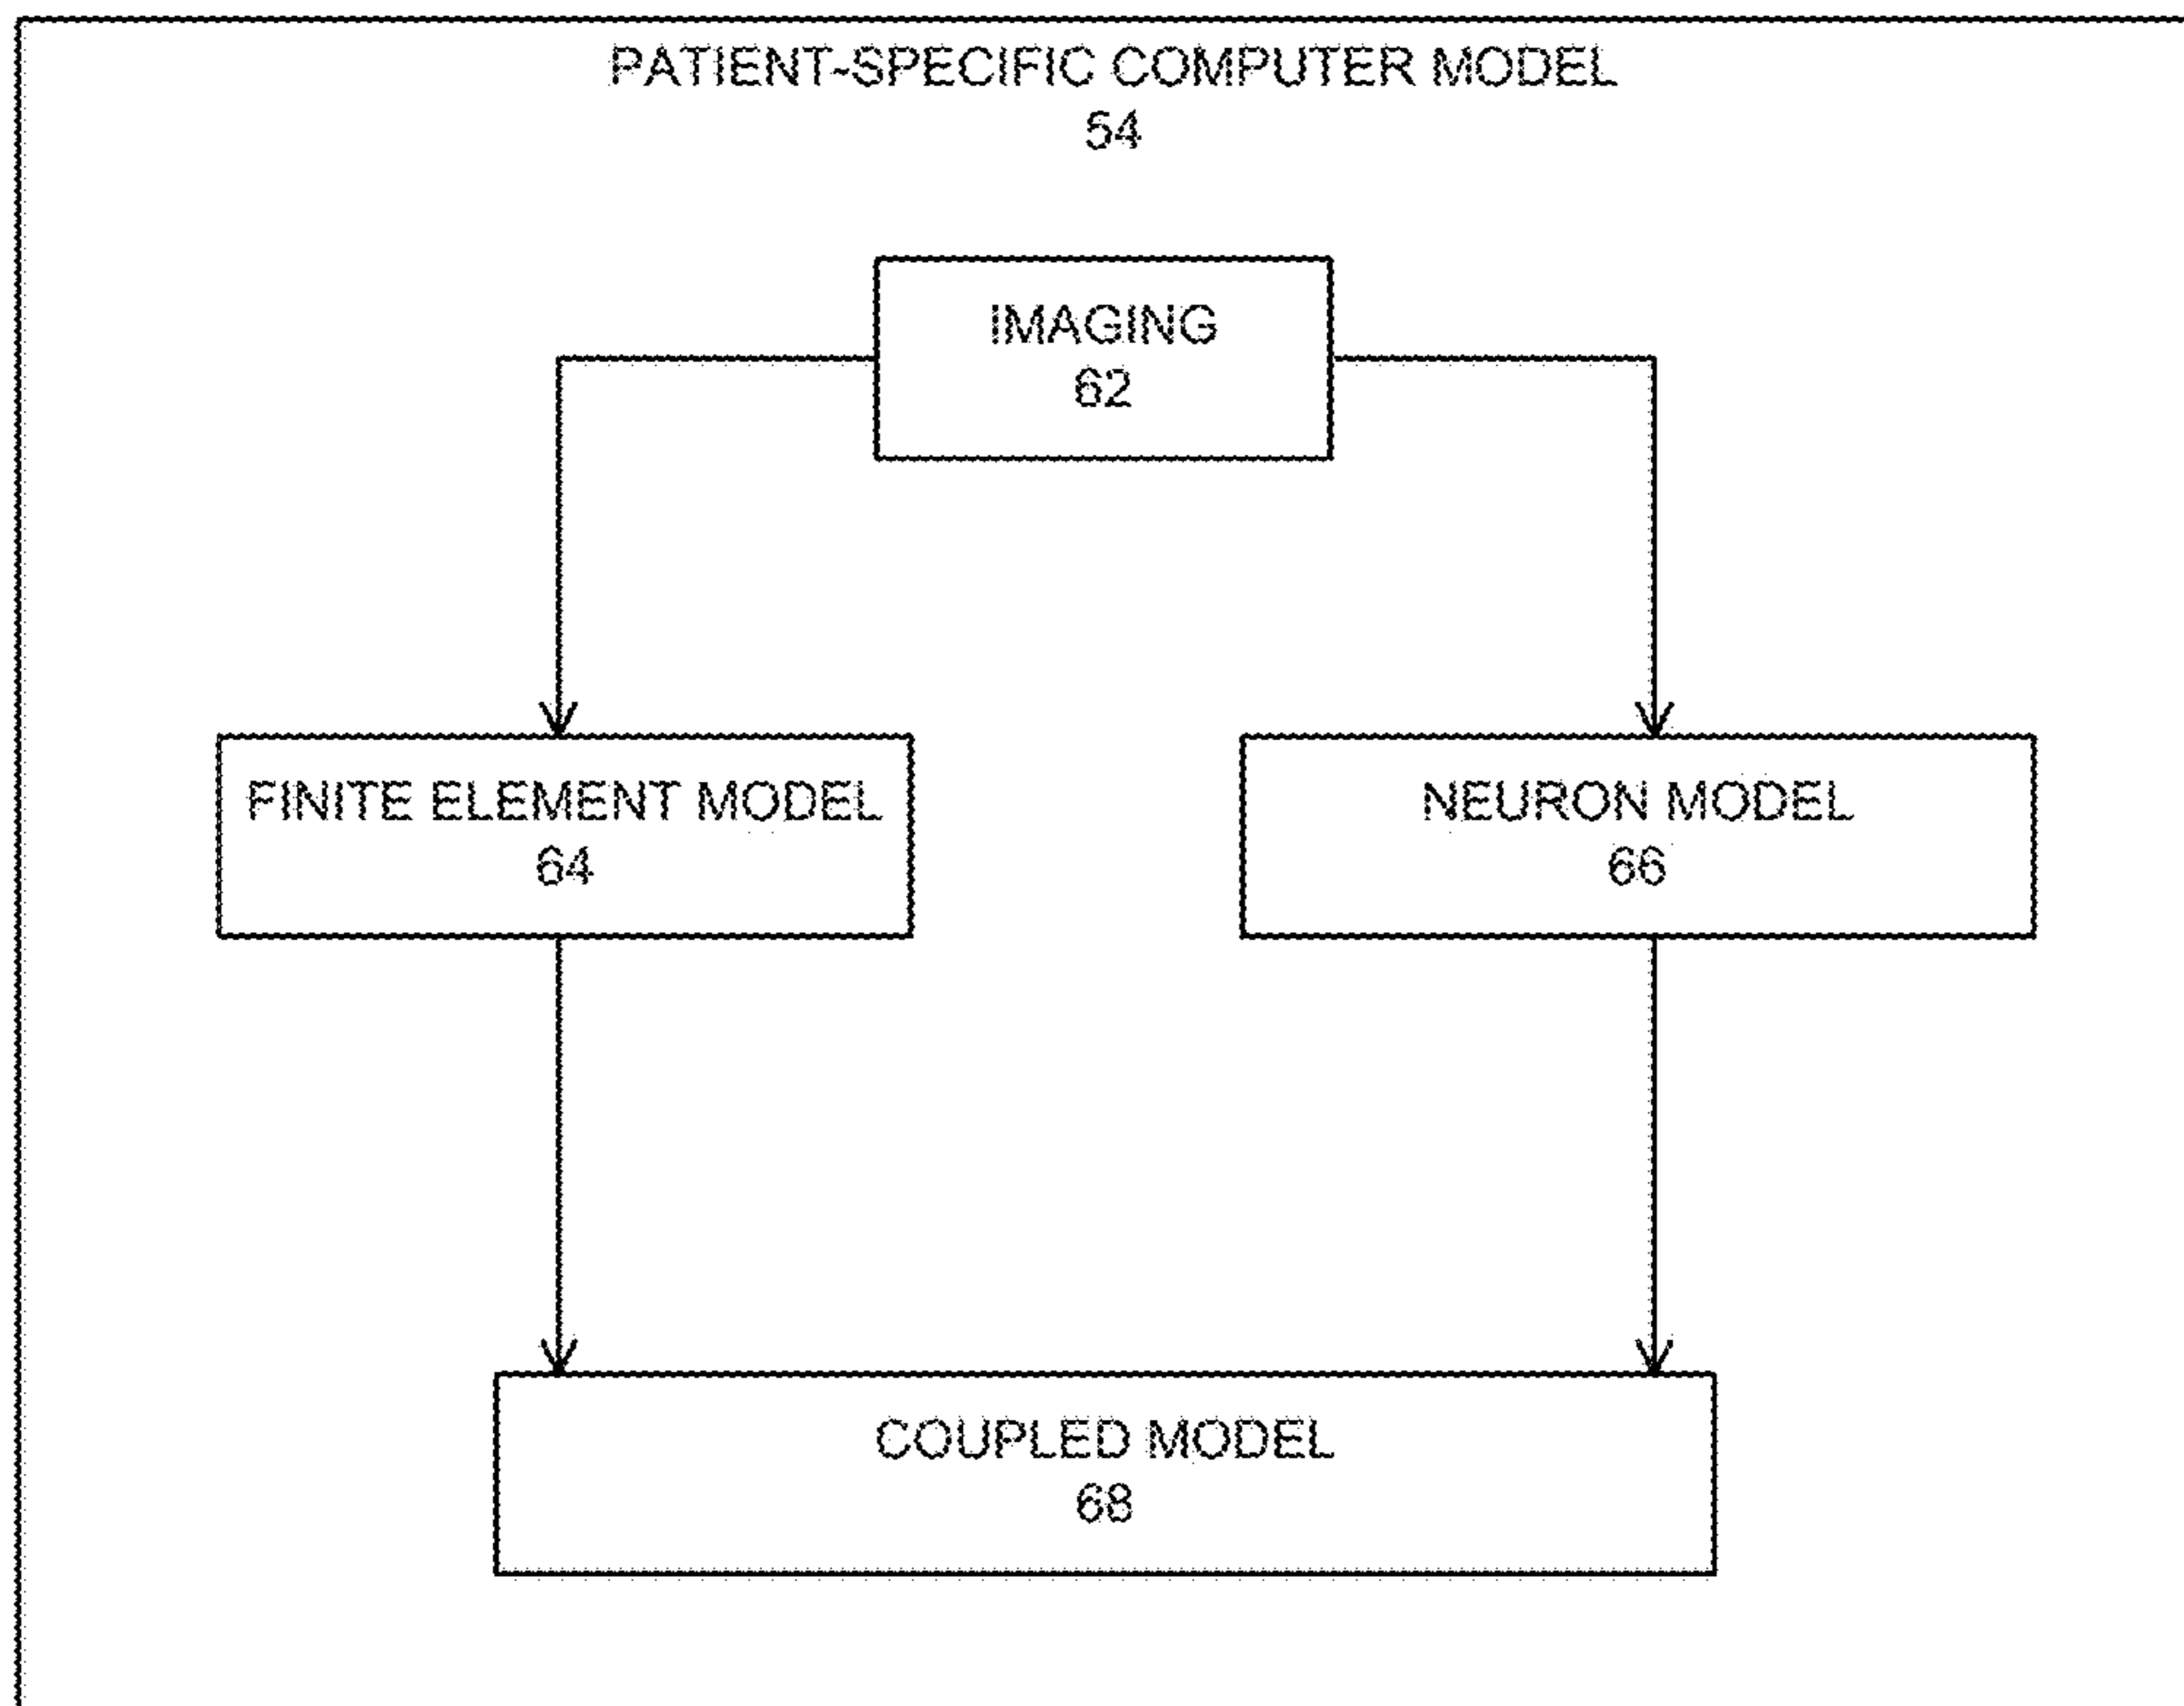 PATIENT-SPECIFIC COMPUTER MODEL
54
IMAGING
62
FINITE ELEMENT MODEL
64
NEURON MODEL
66
COUPLED MODEL
68